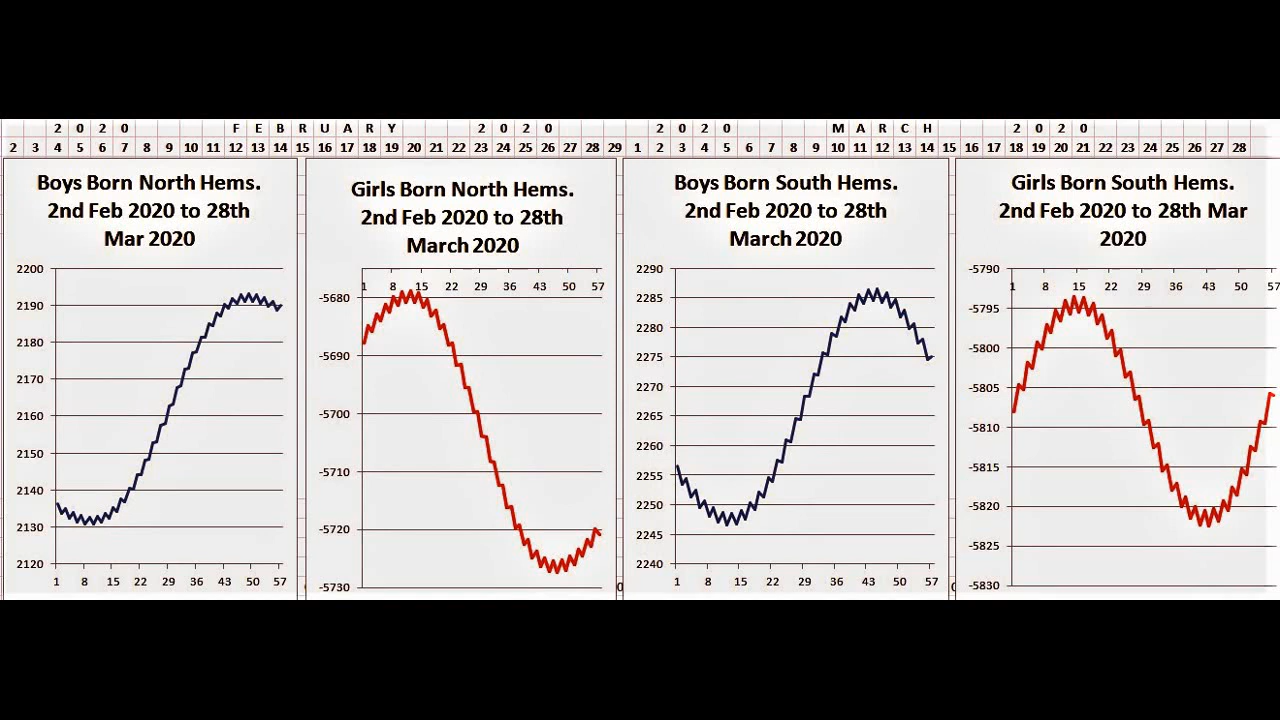 2 0 2 0 F E B R U A R Y 2 0 2 0 2 0 2 0 M A R C H 2 0 2 0
2 3 4 5 6 7 8 9 10 11 12 13 14 15 16 17 18 19 20 21 22 23 24 25 26 27 28 29 1 2 3 4 5 6 7 8 9 10 11 12 13 14 15 16 17 18 19 20 21 22 23 24 25 26 27 28
Boys Born North Hems.
2nd Feb 2020 to 28th
Mar 2020
2200
2190
2180
2170
2160
2150
2140
2130
2120
1 8 15 22 29 36 43 50 57
Girls Born North Hems.
2nd Feb 2020 to 28th
March 2020
1 8 15 22 29 36 43 50 57
-5680
-5690
-5700
-5710
-5720
-5730
Boys Born South Hems.
2nd Feb 2020 to 28th
March 2020
2290
2285
2280
2275
2270
2265
2260
2255
2250
2245
2240
1 8 15 22 29 36 43 50 57
Girls Born South Hems.
2nd Feb 2020 to 28th Mar
2020
-5790
1 8 15 22 29 36 43 50 57
-5795
-5800
-5805
-5810
-5815
-5820
-5825
-5830